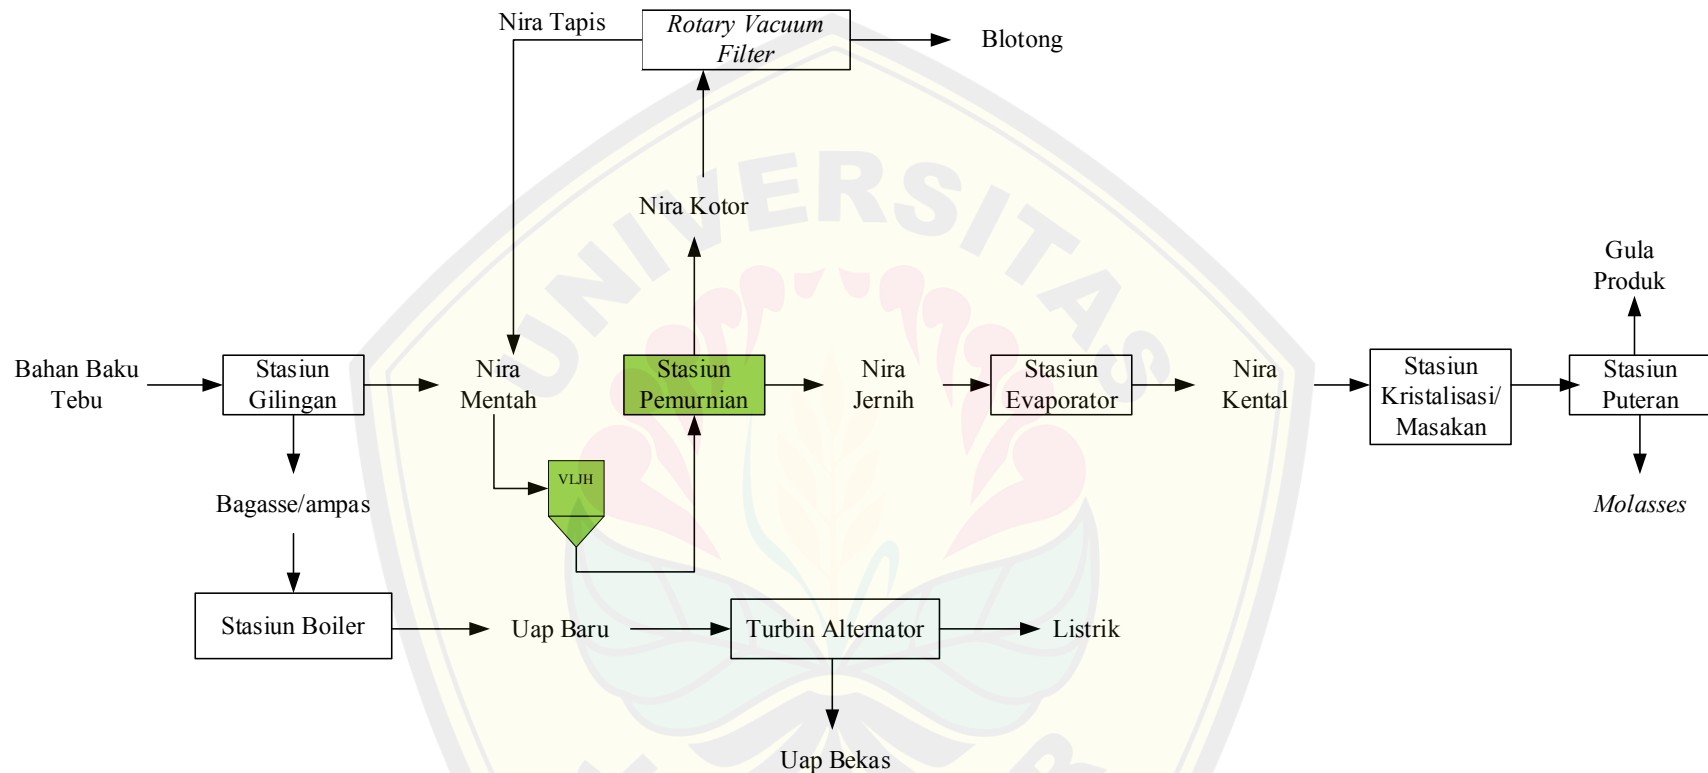 Nira Tapis
Rotary Vacuum
Filter
Blotong
Nira Kotor
UNIVERSITAS
Gula
Produk
Bahan Baku
Tebu
Stasiun
Gilingan
Nira
Mentah
Stasiun
Pemurnian
Nira
Jernih
Stasiun
Evaporator
Nira
Kental
Stasiun
Kristalisasi/
Masakan
Stasiun
Puteran
VLJH
Bagasse/ampas
Molasses
Stasiun Boiler
Uap Baru
Turbin Alternator
Listrik
Uap Bekas